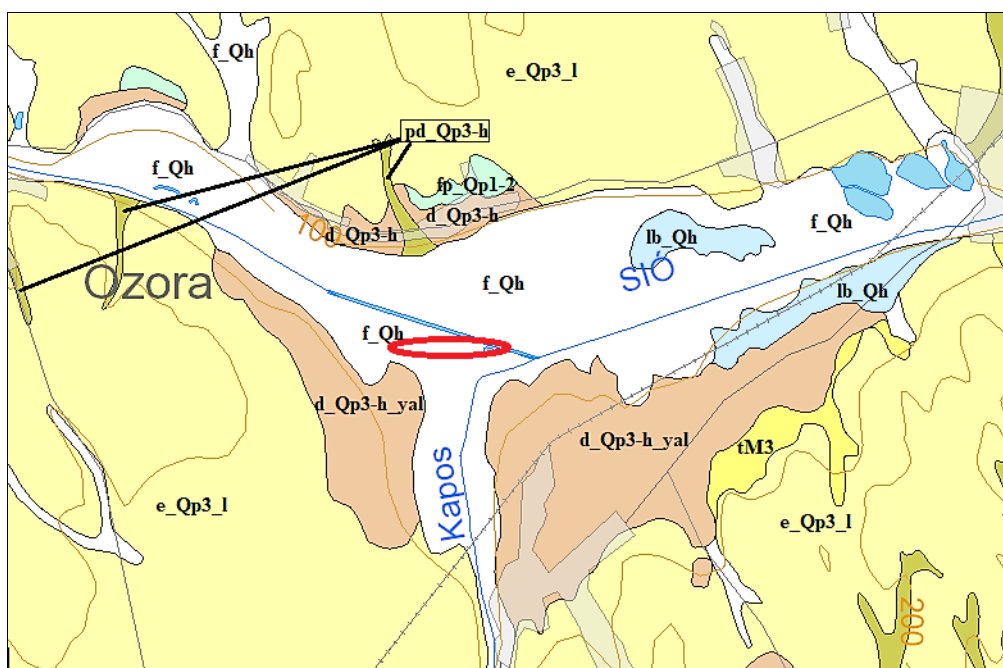 f_Qh
e_Qp3_l
pd_Qp3-h
f_Qh
fp_Qp1-2
d_Qp3-h
d_Qp3-h
100
f_Qh
lb_Qh
SIÓ
Ozora
f_Qh
lb_Qh
f_Qh
d_Qp3-h_yal
d_Qp3-h_yal
tM3
Kapos
e_Qp3_l
e_Qp3_l
200